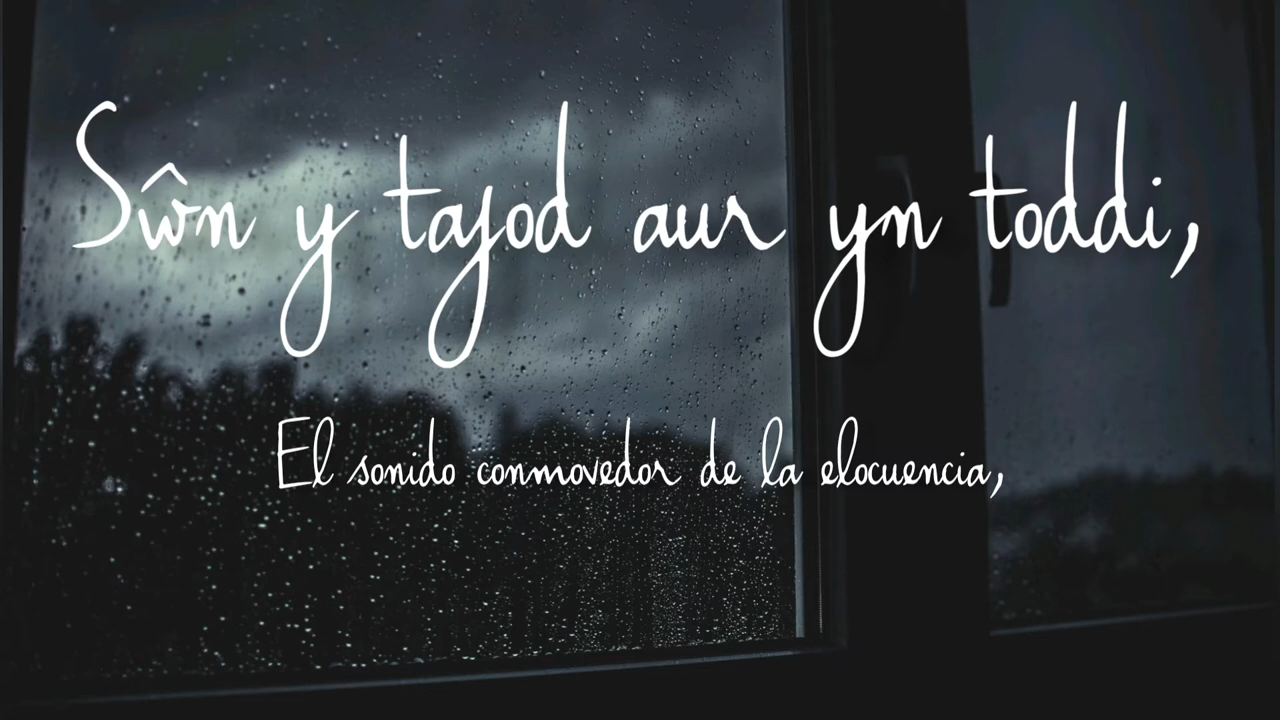 Sŵn y tafod aur yn toddi,
El sonido conmovedor de la elocuencia,